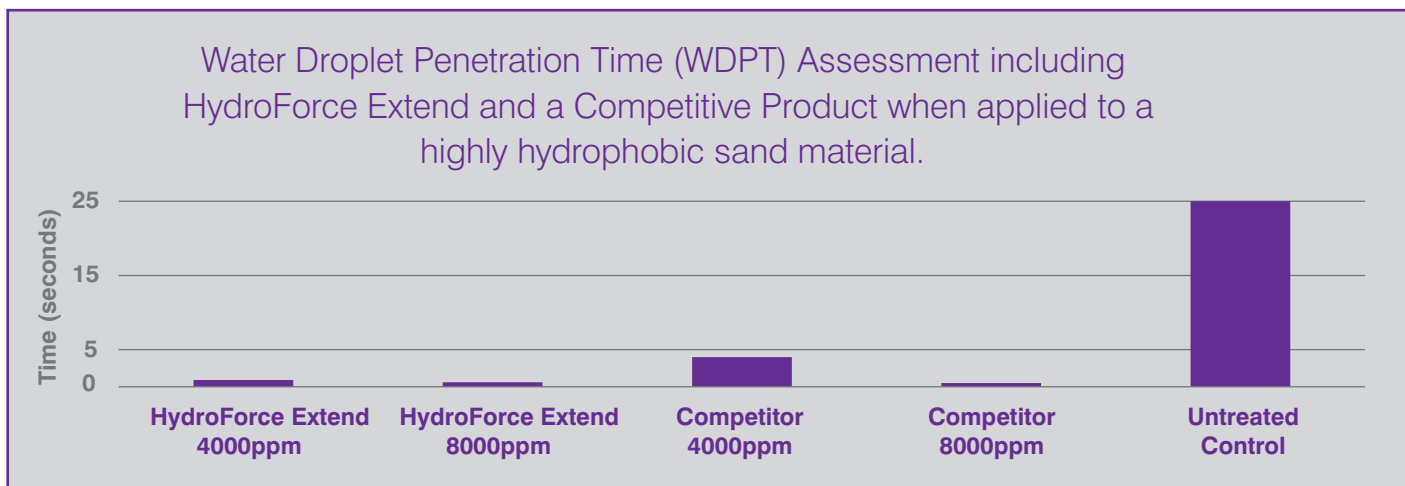 Water Droplet Penetration Time (WDPT) Assessment including
HydroForce Extend and a Competitive Product when applied to a
highly hydrophobic sand material.
Time (seconds)
25
15
5
0
HydroForce Extend
4000ppm
HydroForce Extend
8000ppm
Competitor
4000ppm
Competitor
8000ppm
Untreated
Control